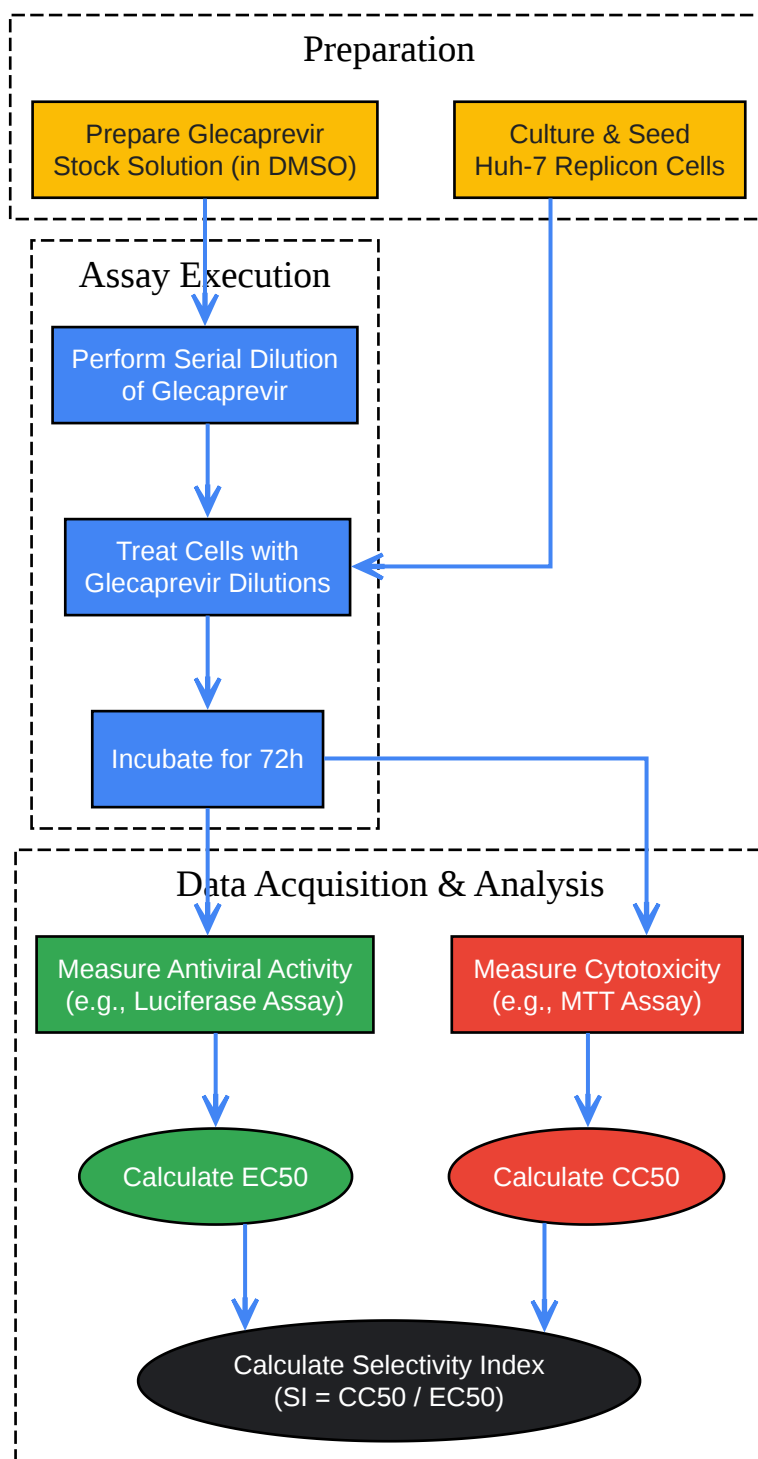 Preparation
Prepare Glecaprevir
Stock Solution (in DMSO)
Culture & Seed
Huh-7 Replicon Cells
Assay Execution
Perform Serial Dilution
of Glecaprevir
Treat Cells with
Glecaprevir Dilutions
Incubate for 72h
Data Acquisition & Analysis
Measure Antiviral Activity
(e.g., Luciferase Assay)
Measure Cytotoxicity
(e.g., MTT Assay)
Calculate EC50
Calculate CC50
Calculate Selectivity Index
(SI = CC50 / EC50)